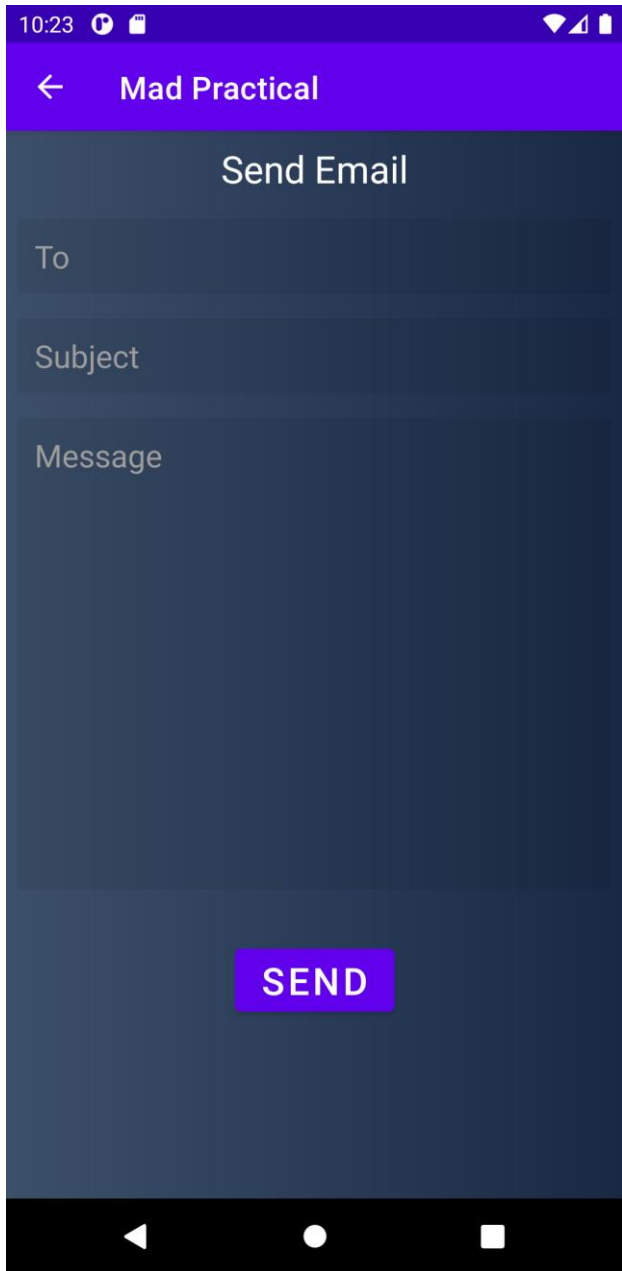 10:23
Mad Practical
Send Email
To
Subject
Message
SEND